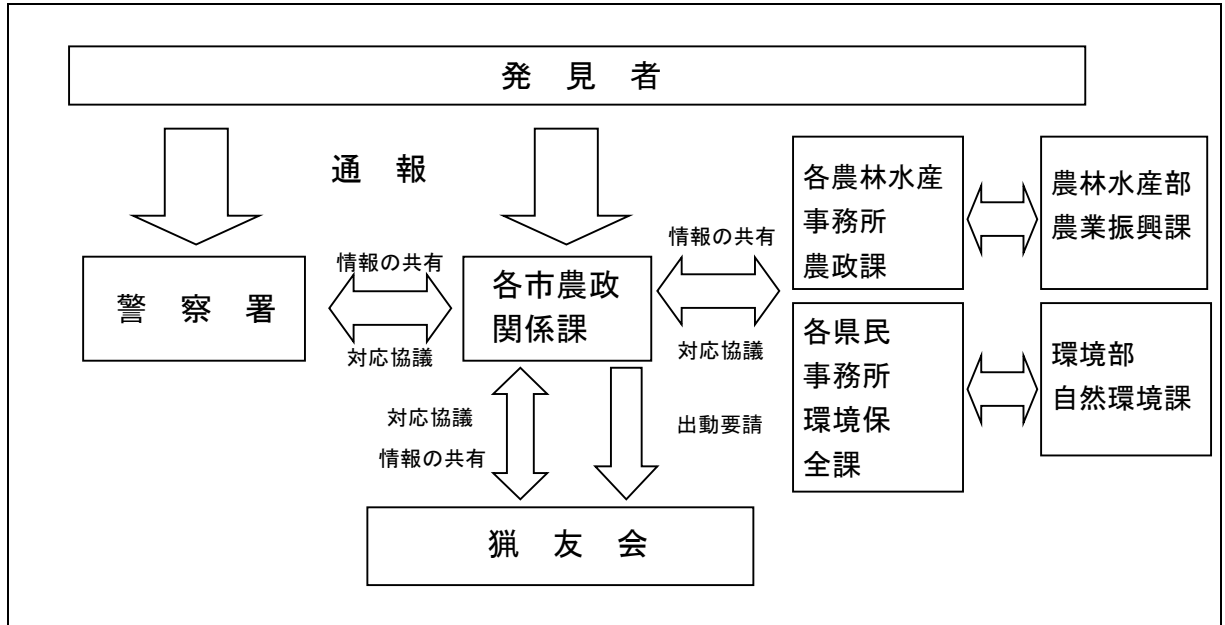 発　見　者
通　報
各農林水産
事務所
農政課
農林水産部
農業振興課
情報の共有
情報の共有
警　察　署
各市農政
関係課
対応協議
対応協議
各県民
事務所
環境保
全課
環境部
自然環境課
対応協議
情報の共有
出動要請
猟　友　会